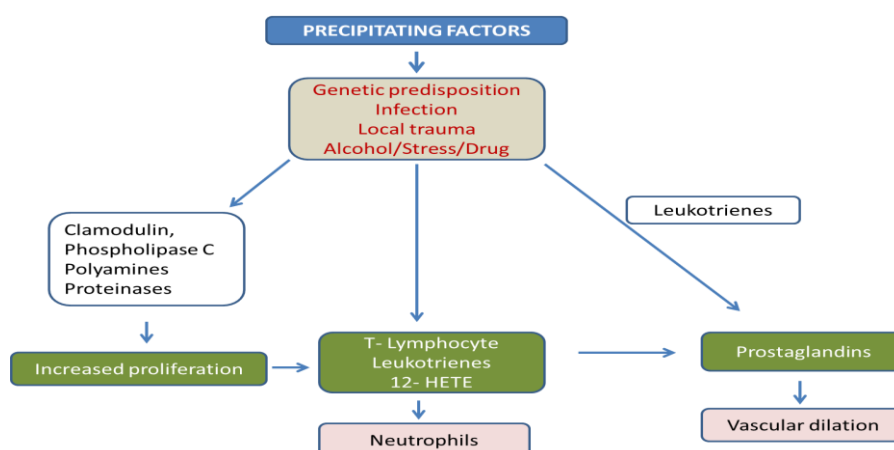 PRECIPITATING FACTORS
Genetic predisposition
Infection
Local trauma
Alcohol/Stress/Drug
Leukotrienes
Clamodulin,
Phospholipase C
Polyamines
Proteinases
Increased proliferation
T- Lymphocyte
Leukotrienes
12- HETE
Prostaglandins
Neutrophils
Vascular dilation